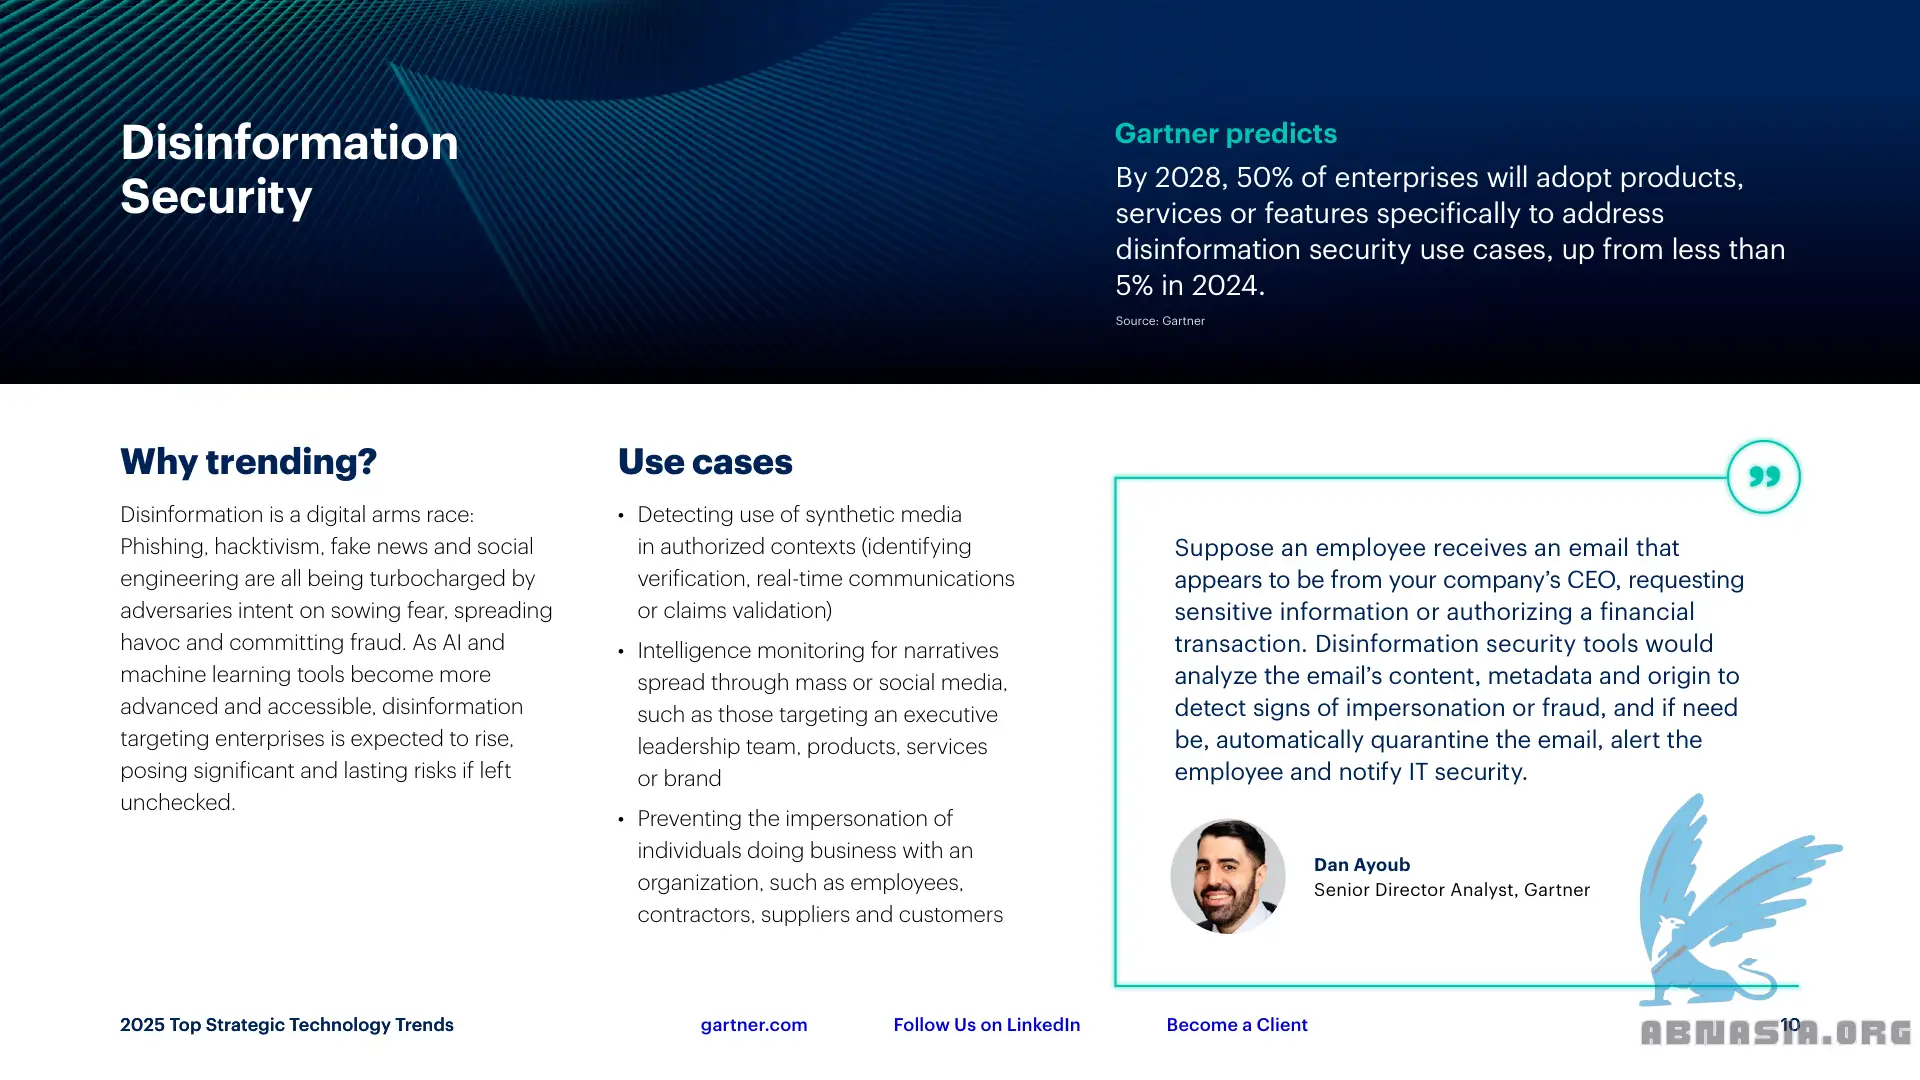 Disinformation
Security
Gartner predicts
By 2028, 50% of enterprises will adopt products,
services or features specifically to address
disinformation security use cases, up from less than
5% in 2024.
Source: Gartner
Why trending?
Disinformation is a digital arms race:
Phishing, hacktivism, fake news and social
engineering are all being turbocharged by
adversaries intent on sowing fear, spreading
havoc and committing fraud. As AI and
machine learning tools become more
advanced and accessible, disinformation
targeting enterprises is expected to rise,
posing significant and lasting risks if left
unchecked.
Use cases
• Detecting use of synthetic media
in authorized contexts (identifying
verification, real-time communications
or claims validation)
• Intelligence monitoring for narratives
spread through mass or social media,
such as those targeting an executive
leadership team, products, services
or brand
• Preventing the impersonation of
individuals doing business with an
organization, such as employees,
contractors, suppliers and customers
”
Suppose an employee receives an email that
appears to be from your company’s CEO, requesting
sensitive information or authorizing a financial
transaction. Disinformation security tools would
analyze the email’s content, metadata and origin to
detect signs of impersonation or fraud, and if need
be, automatically quarantine the email, alert the
employee and notify IT security.
Dan Ayoub
Senior Director Analyst, Gartner
2025 Top Strategic Technology Trends
gartner.com
Follow Us on LinkedIn
Become a Client
10
ABNASIA.ORG